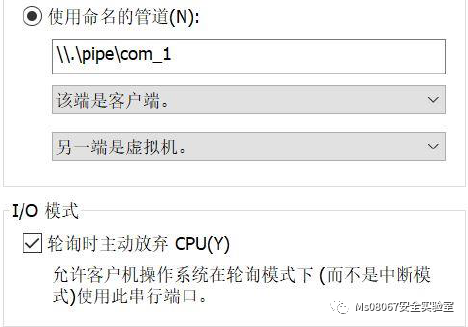 使用命名的管道(N):
\\.\pipe\com_1
该端是客户端。
另一端是虚拟机。
I/O 模式
轮询时主动放弃 CPU(Y)
允许客户机操作系统在轮询模式下 (而不是中断模
式)使用此串行端口。
Ms08067安全实验室